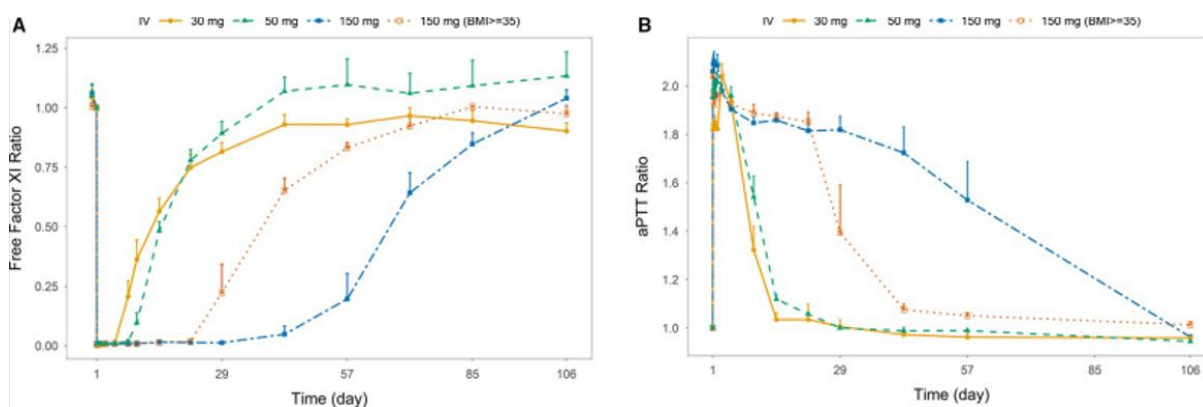 IV 30 mg 50 mg 150 mg 150 mg (BMI>=35)
A
1.25
1.00
0.75
0.50
0.25
0.00
Free Factor XI Ratio
1 29 57 85 106
Time (day)
IV 30 mg 50 mg 150 mg 150 mg (BMI>=35)
B
2.0
1.8
1.6
1.4
1.2
1.0
aPTT Ratio
1 29 57 85 106
Time (day)